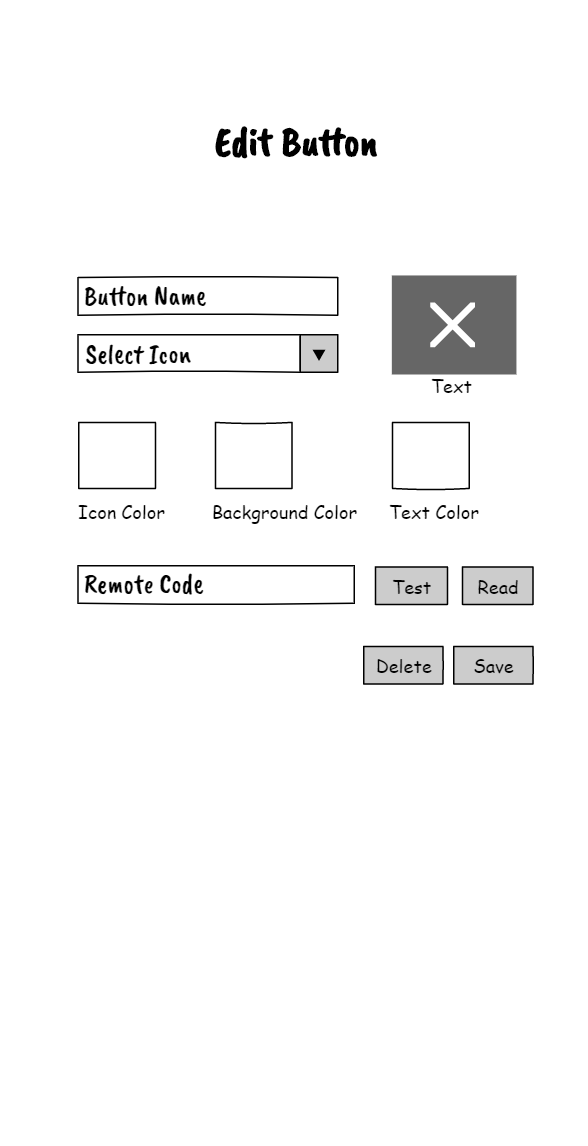 Edit Button
Button Name
Select Icon
Text
Icon Color
Background Color
Text Color
Remote Code
Test
Read
Delete
Save